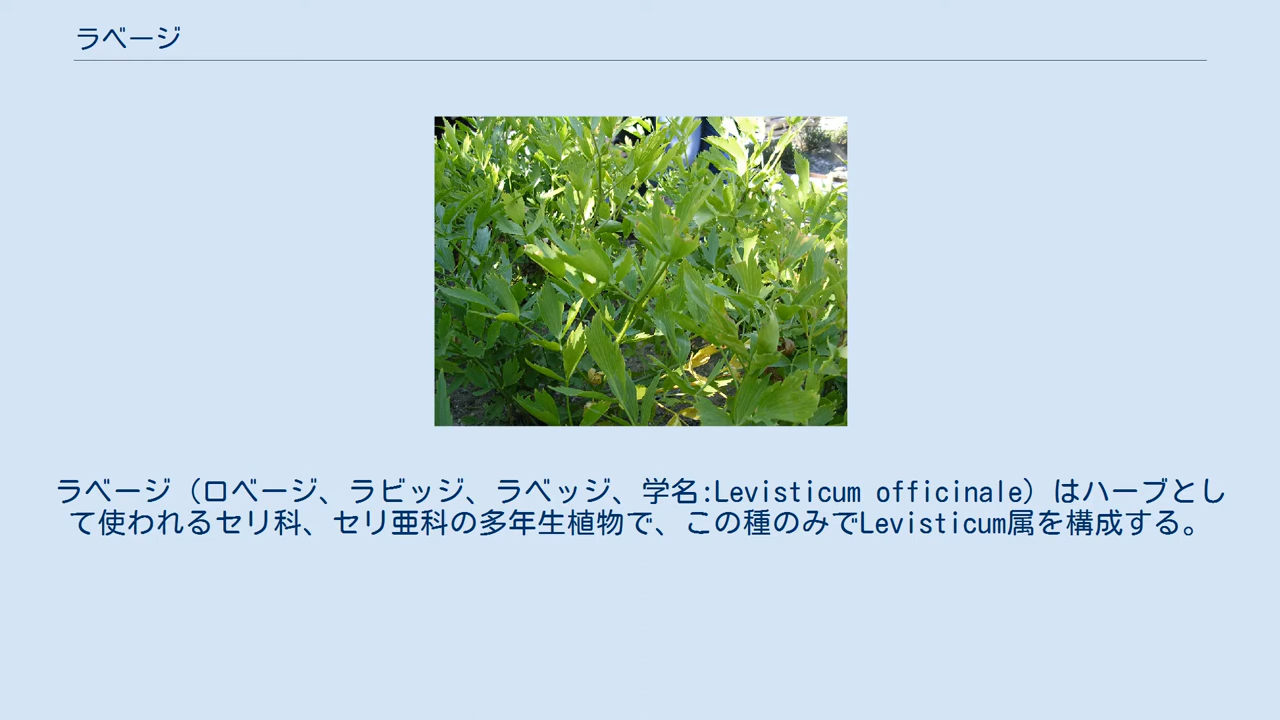 ラベージ
ラベージ（ロベージ、ラビッジ、ラベッジ、学名:Levisticum officinale）はハーブとし
て使われるセリ科、セリ亜科の多年生植物で、この種のみでLevisticum属を構成する。